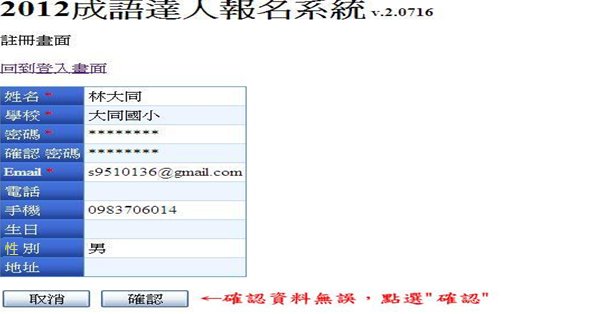 2012成語達人報名系統 v.2.0716
註冊畫面
回到登入畫面
姓名 * 林大同
學校 * 大同國小
密碼 * ********
確認 密碼 ********
Email * s9510136@gmail.com
電話
手機 0983706014
生日
性別 男
地址
取消 確認 ←確認資料無誤，點選"確認"